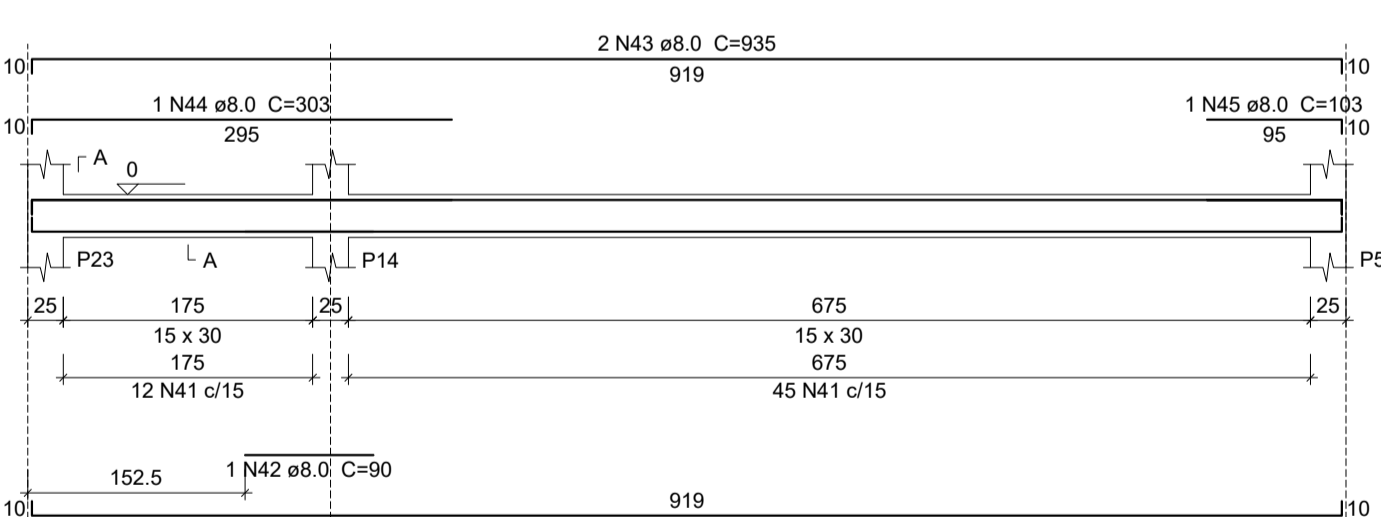 2 N43 ø8.0 C=935
10 919 10
1 N44 ø8.0 C=303 1 N45 ø8.0 C=103
10 295 95 10
A
0
P23 A P14 P5
25 175 25 675 25
15 x 30 15 x 30
175 675
12 N41 c/15 45 N41 c/15
1 N42 ø8.0 C=90
152.5
10 919 10